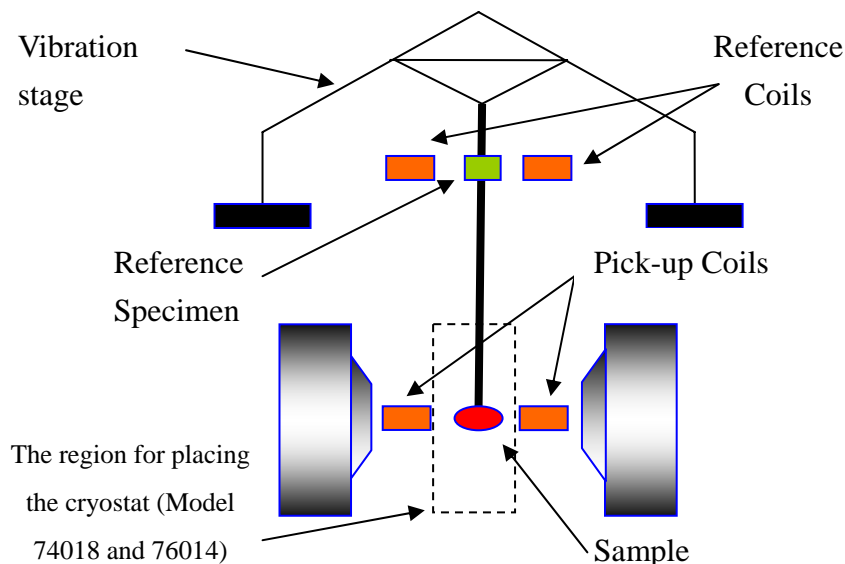 Vibration
stage
Reference
Coils
Reference
Specimen
Pick-up Coils
The region for placing
the cryostat (Model
74018 and 76014)
Sample